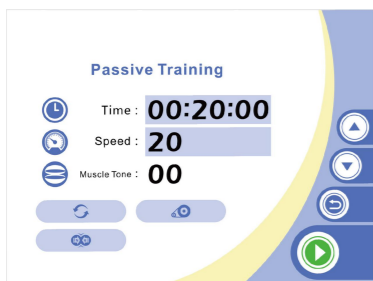 Passive Training
Time : 00:20:00
Speed : 20
Muscle Tone : 00